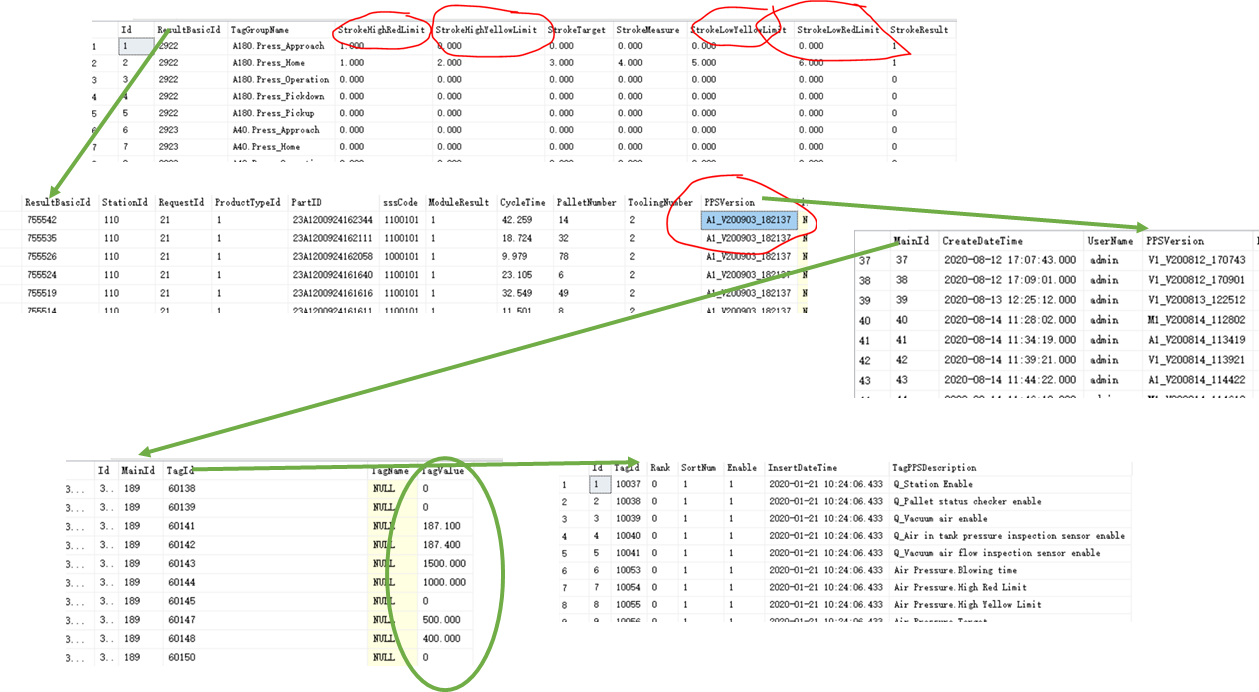 Id ResultBasicId TagGroupName StrokeHighRedLimit StrokeHighYellowLimit StrokeTarget StrokeMeasure StrokeLowYellowLimit StrokeLowRedLimit StrokeResult
1 1 2922 A180.Press_Approach 1.000 0.000 0.000 0.000 0.000 0.000 1
2 2 2922 A180.Press_Home 1.000 2.000 3.000 4.000 5.000 6.000 1
3 3 2922 A180.Press_Operation 0.000 0.000 0.000 0.000 0.000 0.000 0
4 4 2922 A180.Press_Pickdown 0.000 0.000 0.000 0.000 0.000 0.000 0
5 5 2922 A180.Press_Pickup 0.000 0.000 0.000 0.000 0.000 0.000 0
6 6 2923 A40.Press_Approach 0.000 0.000 0.000 0.000 0.000 0.000 0
7 7 2923 A40.Press_Home 0.000 0.000 0.000 0.000 0.000 0.000 0
ResultBasicId StationId RequestId ProductTypeId PartID sssCode ModuleResult CycleTime PalletNumber ToolingNumber PPSVersion
755542 110 21 1 23A1200924162344 1100101 1 42.259 14 2 A1_V200903_182137 N
755535 110 21 1 23A1200924162111 1100101 1 18.724 32 2 A1_V200903_182137 N
755526 110 21 1 23A1200924162058 1000101 1 9.979 78 2 A1_V200903_182137 N
755524 110 21 1 23A1200924161640 1100101 1 23.105 6 2 A1_V200903_182137 N
755519 110 21 1 23A1200924161616 1100101 1 32.549 49 2 A1_V200903_182137 N
755514 110 21 1 23A1200924161611 1100101 1 11.501 8 2 A1_V200903_182137 N
MainId CreateDateTime UserName PPSVersion
37 37 2020-08-12 17:07:43.000 admin V1_V200812_170743
38 38 2020-08-12 17:09:01.000 admin V1_V200812_170901
39 39 2020-08-13 12:25:12.000 admin V1_V200813_122512
40 40 2020-08-14 11:28:02.000 admin M1_V200814_112802
41 41 2020-08-14 11:34:19.000 admin A1_V200814_113419
42 42 2020-08-14 11:39:21.000 admin V1_V200814_113921
43 43 2020-08-14 11:44:22.000 admin A1_V200814_114422
Id MainId TagId TagName TagValue
3... 3.. 189 60138 NULL 0
3... 3.. 189 60139 NULL 0
3... 3.. 189 60141 NULL 187.100
3... 3.. 189 60142 NULL 187.400
3... 3.. 189 60143 NULL 1500.000
3... 3.. 189 60144 NULL 1000.000
3... 3.. 189 60145 NULL 0
3... 3.. 189 60147 NULL 500.000
3... 3.. 189 60148 NULL 400.000
3... 3.. 189 60150 NULL 0
Id TagId Rank SortNum Enable InsertDateTime TagPPSDescription
1 1 10037 0 1 1 2020-01-21 10:24:06.433 Q_Station Enable
2 2 10038 0 1 1 2020-01-21 10:24:06.433 Q_Pallet status checker enable
3 3 10039 0 1 1 2020-01-21 10:24:06.433 Q_Vacuum air enable
4 4 10040 0 1 1 2020-01-21 10:24:06.433 Q_Air in tank pressure inspection sensor enable
5 5 10041 0 1 1 2020-01-21 10:24:06.433 Q_Vacuum air flow inspection sensor enable
6 6 10053 0 1 1 2020-01-21 10:24:06.433 Air Pressure.Blowing time
7 7 10054 0 1 1 2020-01-21 10:24:06.433 Air Pressure.High Red Limit
8 8 10055 0 1 1 2020-01-21 10:24:06.433 Air Pressure.High Yellow Limit